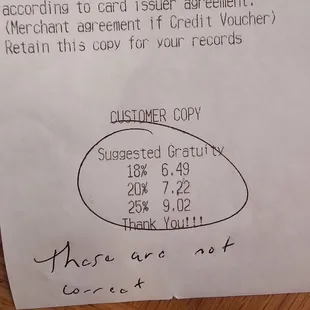 according to card issuer agreement.
(Merchant agreement if Credit Voucher)
Retain this copy for your records
CUSTOMER COPY
Suggested Gratuity
18% 6.49
20% 7.22
25% 9.02
Thank You!!!
These are not
correct